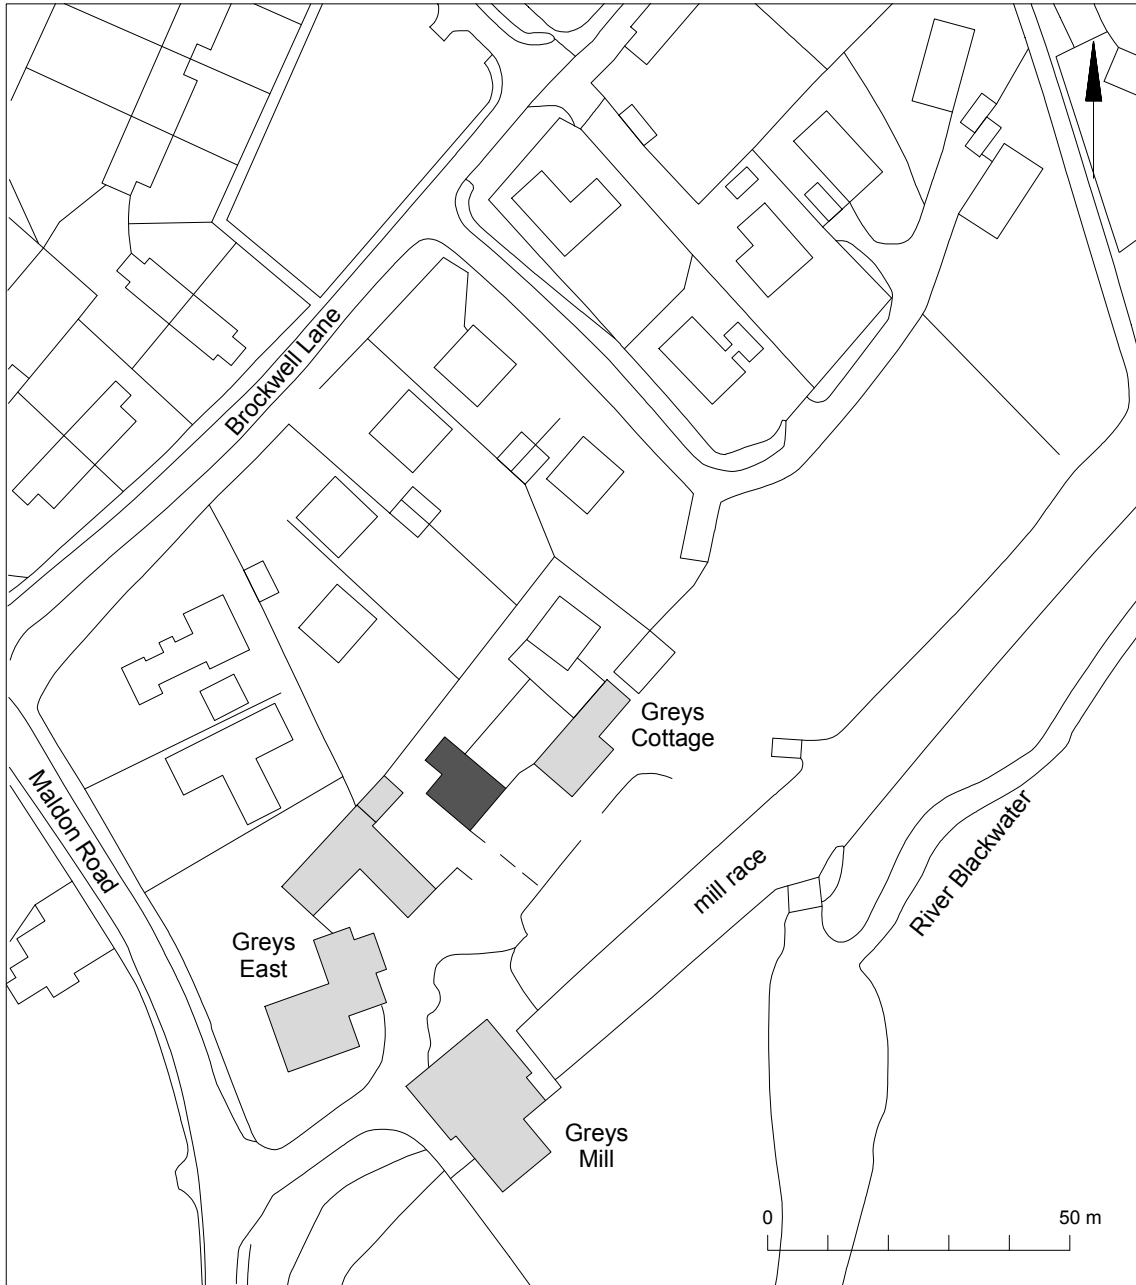 Brockwell Lane
Greys
Cottage
Maldon Road
mill race
River Blackwater
Greys
East
Greys
Mill
0 50 m